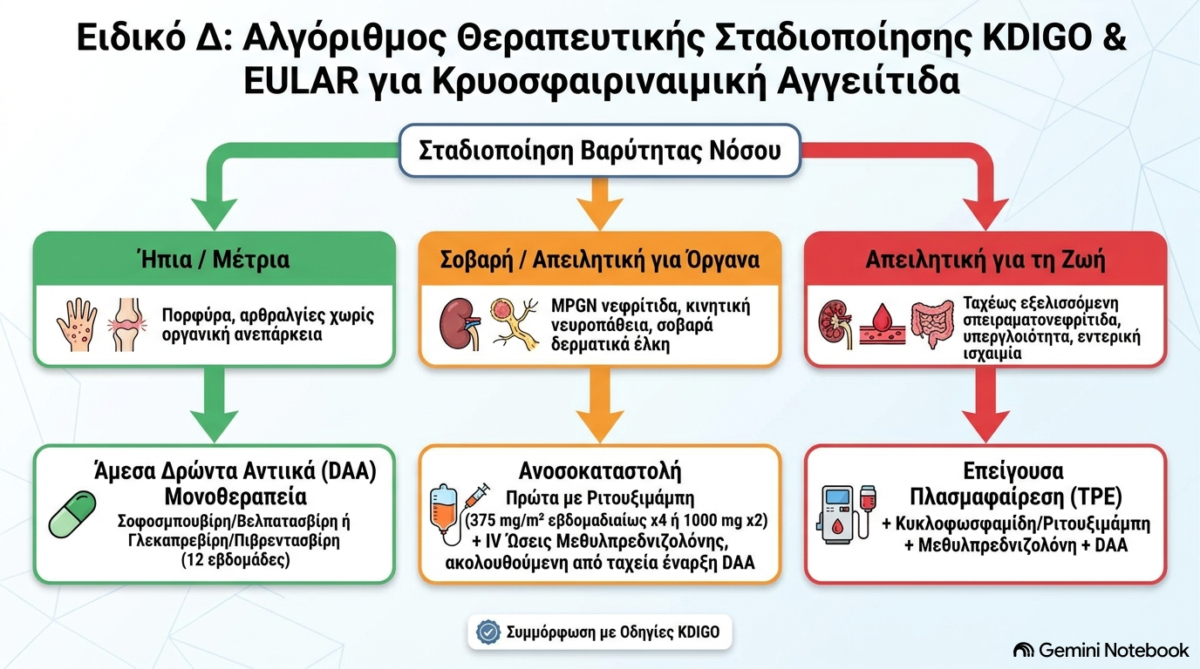 Ειδικό Δ: Αλγόριθμος Θεραπευτικής Σταδιοποίησης KDIGO &
EULAR για Κρυοσφαιριναιμική Αγγειίτιδα
Σταδιοποίηση Βαρύτητας Νόσου
Ήπια / Μέτρια
Πορφύρα, αρθραλγίες χωρίς
οργανική ανεπάρκεια
Άμεσα Δρώντα Αντιικά (DAA)
Μονοθεραπεία
Σοφοσμπουβίρη/Βελπατασβίρη ή
Γλεκαπρεβίρη/Πιβρεντασβίρη
(12 εβδομάδες)
Σοβαρή / Απειλητική για Όργανα
MPGN νεφρίτιδα, κινητική
νευροπάθεια, σοβαρά
δερματικά έλκη
Ανοσοκαταστολή
Πρώτα με Ριτουξιμάμπη
(375 mg/m² εβδομαδιαίως x4 ή 1000 mg x2)
+ IV Ώσεις Μεθυλπρεδνιζολόνης,
ακολουθούμενη από ταχεία έναρξη DAA
Απειλητική για τη Ζωή
Ταχέως εξελισσόμενη
σπειραματονεφρίτιδα,
υπεργλοιότητα, εντερική
ισχαιμία
Επείγουσα
Πλασμαφαίρεση (TPE)
+ Κυκλοφωσφαμίδη/Ριτουξιμάμπη
+ Μεθυλπρεδνιζολόνη + DAA
Συμμόρφωση με Οδηγίες KDIGO
Gemini Notebook